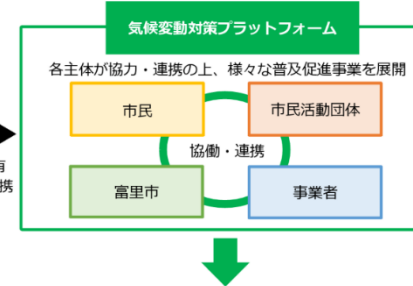 気候変動対策プラットフォーム
各主体が協力・連携の上、様々な普及促進事業を展開
市民
市民活動団体
協働・連携
有
携
富里市
事業者